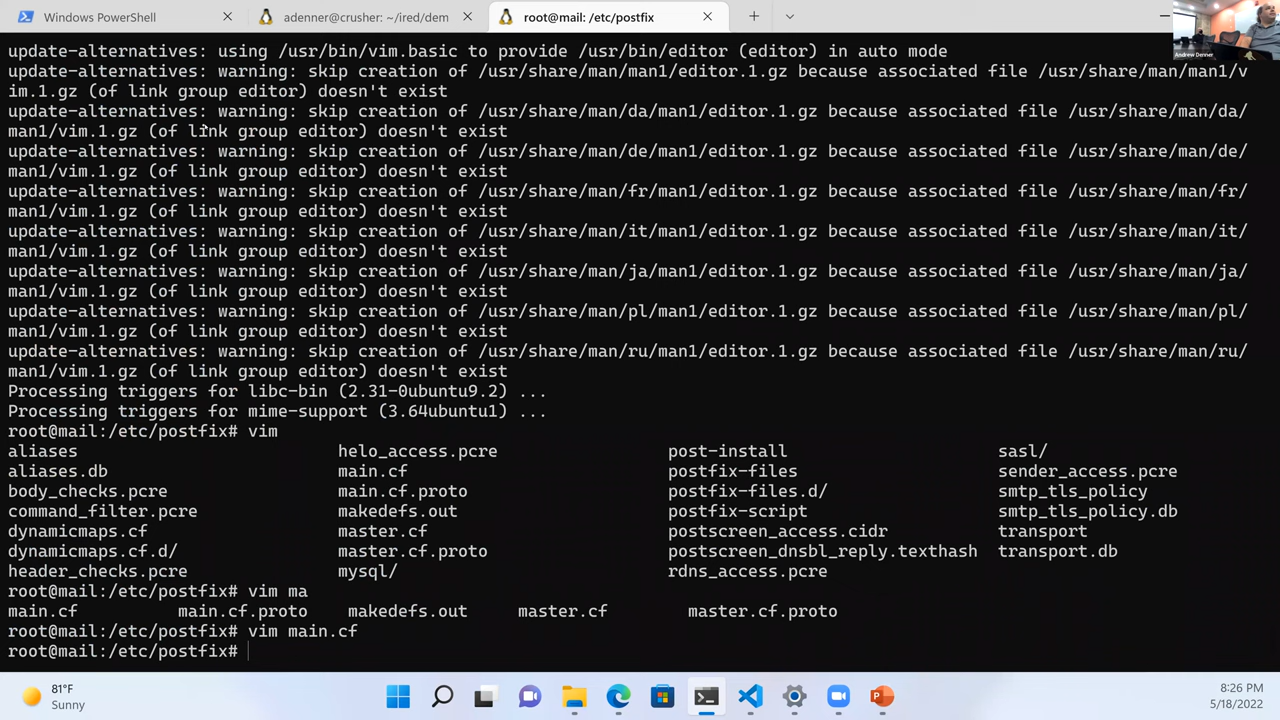 Windows PowerShell
adenner@crusher: ~/ired/dem
root@mail: /etc/postfix
Andrew Denner
update-alternatives: using /usr/bin/vim.basic to provide /usr/bin/editor (editor) in auto mode
update-alternatives: warning: skip creation of /usr/share/man/man1/editor.1.gz because associated file /usr/share/man/man1/v
im.1.gz (of link group editor) doesn't exist
update-alternatives: warning: skip creation of /usr/share/man/da/man1/editor.1.gz because associated file /usr/share/man/da/
man1/vim.1.gz (of link group editor) doesn't exist
update-alternatives: warning: skip creation of /usr/share/man/de/man1/editor.1.gz because associated file /usr/share/man/de/
man1/vim.1.gz (of link group editor) doesn't exist
update-alternatives: warning: skip creation of /usr/share/man/fr/man1/editor.1.gz because associated file /usr/share/man/fr/
man1/vim.1.gz (of link group editor) doesn't exist
update-alternatives: warning: skip creation of /usr/share/man/it/man1/editor.1.gz because associated file /usr/share/man/it/
man1/vim.1.gz (of link group editor) doesn't exist
update-alternatives: warning: skip creation of /usr/share/man/ja/man1/editor.1.gz because associated file /usr/share/man/ja/
man1/vim.1.gz (of link group editor) doesn't exist
update-alternatives: warning: skip creation of /usr/share/man/pl/man1/editor.1.gz because associated file /usr/share/man/pl/
man1/vim.1.gz (of link group editor) doesn't exist
update-alternatives: warning: skip creation of /usr/share/man/ru/man1/editor.1.gz because associated file /usr/share/man/ru/
man1/vim.1.gz (of link group editor) doesn't exist
Processing triggers for libc-bin (2.31-0ubuntu9.2) ...
Processing triggers for mime-support (3.64ubuntu1) ...
root@mail:/etc/postfix# vim
aliases helo_access.pcre post-install sasl/
aliases.db main.cf postfix-files sender_access.pcre
body_checks.pcre main.cf.proto postfix-files.d/ smtp_tls_policy
command_filter.pcre makedefs.out postfix-script smtp_tls_policy.db
dynamicmaps.cf master.cf postscreen_access.cidr transport
dynamicmaps.cf.d/ master.cf.proto postscreen_dnsbl_reply.texthash transport.db
header_checks.pcre mysql/ rdns_access.pcre
root@mail:/etc/postfix# vim ma
main.cf main.cf.proto makedefs.out master.cf master.cf.proto
root@mail:/etc/postfix# vim main.cf
root@mail:/etc/postfix#
81°F
Sunny
8:26 PM
5/18/2022